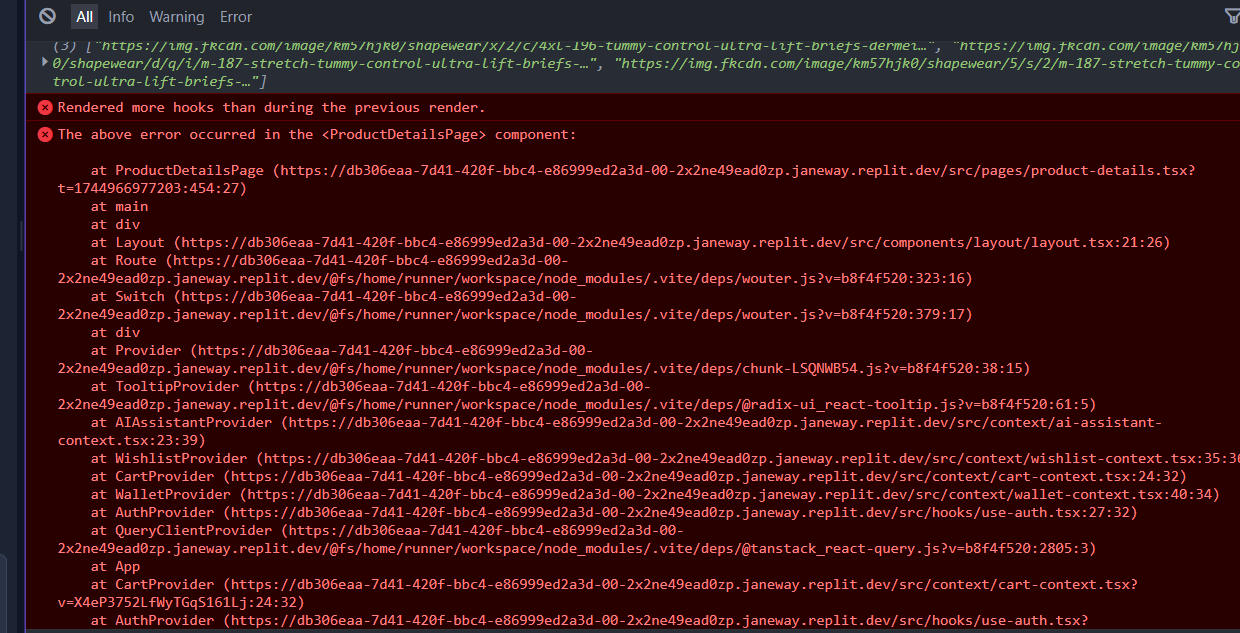 All Info Warning Error
(3) ["https://img.fkcdn.com/image/km57hjk0/shapewear/x/2/c/4xl-196-tummy-control-ultra-lift-briefs-dermei…", "https://img.fkcdn.com/image/km57hj
0/shapewear/d/q/i/m-187-stretch-tummy-control-ultra-lift-briefs-…", "https://img.fkcdn.com/image/km57hjk0/shapewear/5/s/2/m-187-stretch-tummy-co
trol-ultra-lift-briefs-…"]
Rendered more hooks than during the previous render.
The above error occurred in the <ProductDetailsPage> component:
at ProductDetailsPage (https://db306eaa-7d41-420f-bbc4-e86999ed2a3d-00-2x2ne49ead0zp.janeway.replit.dev/src/pages/product-details.tsx?
t=1744966977203:454:27)
at main
at div
at Layout (https://db306eaa-7d41-420f-bbc4-e86999ed2a3d-00-2x2ne49ead0zp.janeway.replit.dev/src/components/layout/layout.tsx:21:26)
at Route (https://db306eaa-7d41-420f-bbc4-e86999ed2a3d-00-
2x2ne49ead0zp.janeway.replit.dev/@fs/home/runner/workspace/node_modules/.vite/deps/wouter.js?v=b8f4f520:323:16)
at Switch (https://db306eaa-7d41-420f-bbc4-e86999ed2a3d-00-
2x2ne49ead0zp.janeway.replit.dev/@fs/home/runner/workspace/node_modules/.vite/deps/wouter.js?v=b8f4f520:379:17)
at div
at Provider (https://db306eaa-7d41-420f-bbc4-e86999ed2a3d-00-
2x2ne49ead0zp.janeway.replit.dev/@fs/home/runner/workspace/node_modules/.vite/deps/chunk-LSQNWB54.js?v=b8f4f520:38:15)
at TooltipProvider (https://db306eaa-7d41-420f-bbc4-e86999ed2a3d-00-
2x2ne49ead0zp.janeway.replit.dev/@fs/home/runner/workspace/node_modules/.vite/deps/@radix-ui_react-tooltip.js?v=b8f4f520:61:5)
at AIAssistantProvider (https://db306eaa-7d41-420f-bbc4-e86999ed2a3d-00-2x2ne49ead0zp.janeway.replit.dev/src/context/ai-assistant-
context.tsx:23:39)
at WishlistProvider (https://db306eaa-7d41-420f-bbc4-e86999ed2a3d-00-2x2ne49ead0zp.janeway.replit.dev/src/context/wishlist-context.tsx:35:36
at CartProvider (https://db306eaa-7d41-420f-bbc4-e86999ed2a3d-00-2x2ne49ead0zp.janeway.replit.dev/src/context/cart-context.tsx:24:32)
at WalletProvider (https://db306eaa-7d41-420f-bbc4-e86999ed2a3d-00-2x2ne49ead0zp.janeway.replit.dev/src/context/wallet-context.tsx:40:34)
at AuthProvider (https://db306eaa-7d41-420f-bbc4-e86999ed2a3d-00-2x2ne49ead0zp.janeway.replit.dev/src/hooks/use-auth.tsx:27:32)
at QueryClientProvider (https://db306eaa-7d41-420f-bbc4-e86999ed2a3d-00-
2x2ne49ead0zp.janeway.replit.dev/@fs/home/runner/workspace/node_modules/.vite/deps/@tanstack_react-query.js?v=b8f4f520:2805:3)
at App
at CartProvider (https://db306eaa-7d41-420f-bbc4-e86999ed2a3d-00-2x2ne49ead0zp.janeway.replit.dev/src/context/cart-context.tsx?
v=X4eP3752LfWyTGqS161Lj:24:32)
at AuthProvider (https://db306eaa-7d41-420f-bbc4-e86999ed2a3d-00-2x2ne49ead0zp.janeway.replit.dev/src/hooks/use-auth.tsx?